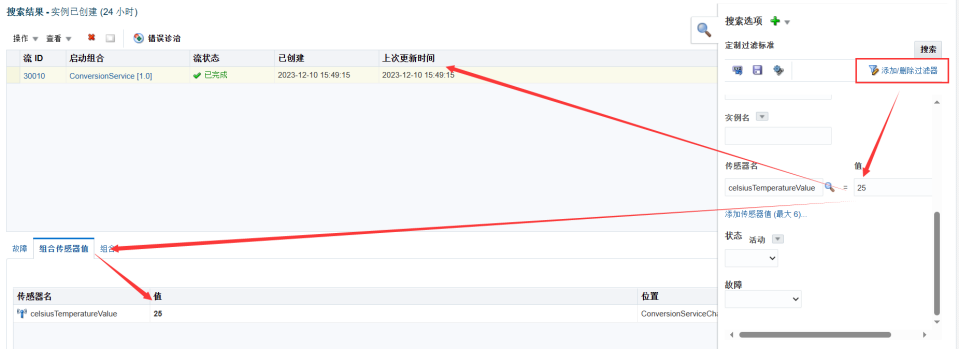 搜索结果 - 实例已创建 (24 小时)
操作 查看 错误诊治
流 ID 启动组合 流状态 已创建 上次更新时间
30010 ConversionService [1.0] 已完成 2023-12-10 15:49:15 2023-12-10 15:49:15
故障 组合传感器值 组合
传感器名 值 位置
celsiusTemperatureValue 25 ConversionServiceCha
搜索选项
定制过滤标准 搜索
添加/删除过滤器
实例名
传感器名 值
celsiusTemperatureValue = 25
添加传感器值 (最大 6)...
状态 活动
故障